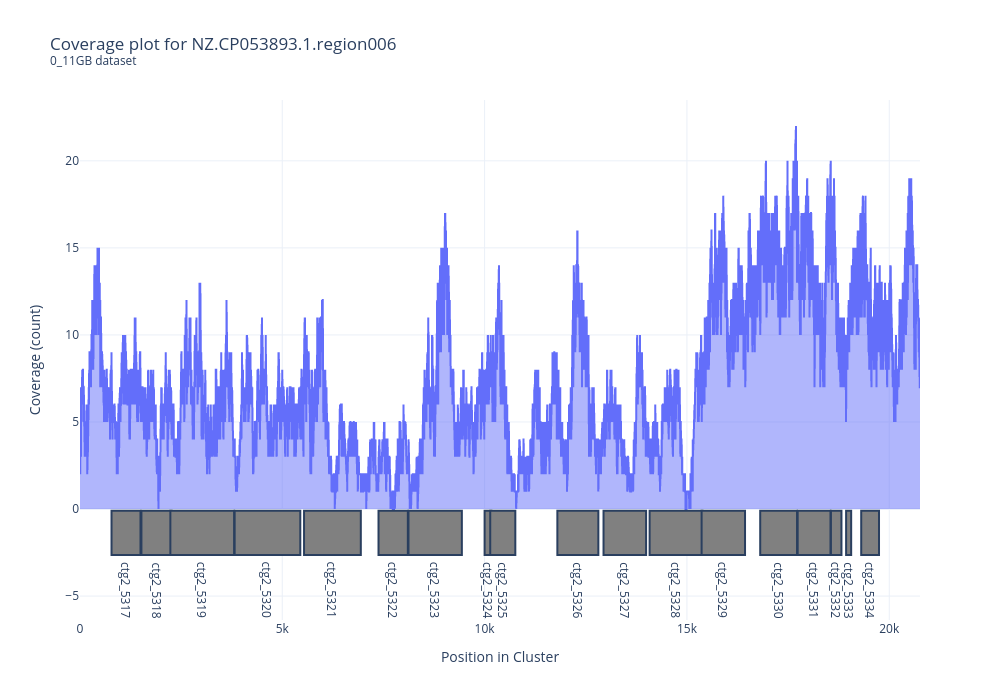 Coverage plot for NZ.CP053893.1.region006
0_11GB dataset
20
15
10
5
0
−5
Coverage (count)
ctg2_5317
ctg2_5318
ctg2_5319
ctg2_5320
ctg2_5321
ctg2_5322
ctg2_5323
ctg2_5324
ctg2_5325
ctg2_5326
ctg2_5327
ctg2_5328
ctg2_5329
ctg2_5330
ctg2_5331
ctg2_5332
ctg2_5333
ctg2_5334
0
5k
10k
15k
20k
Position in Cluster